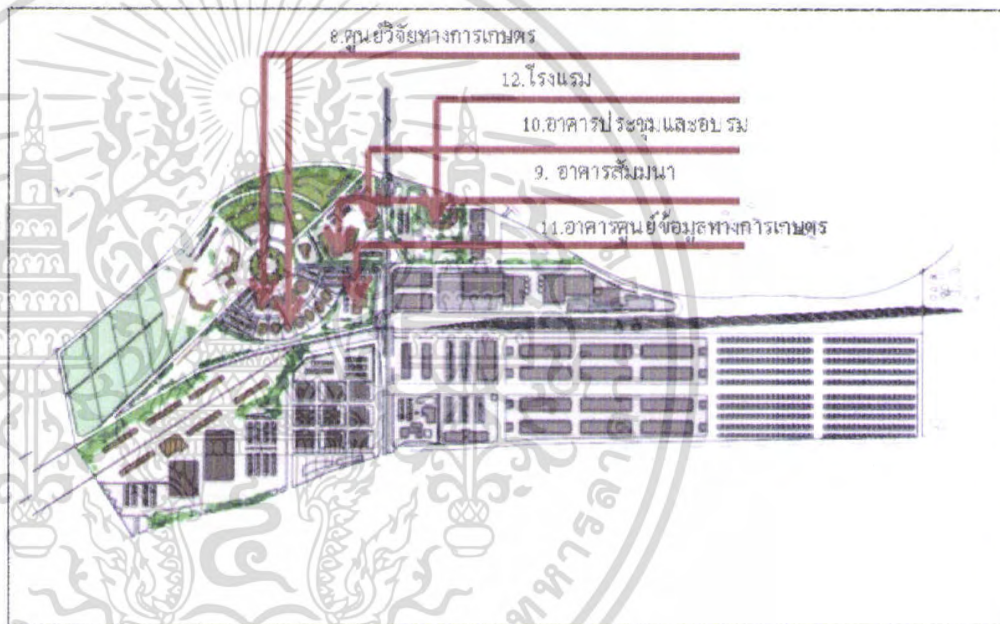 8.ศูนย์วิจัยทางการเกษตร
12.โรงแรม
10.อาคารประชุมและอบรม
9. อาคารสัมมนา
11.อาคารศูนย์ข้อมูลทางการเกษตร